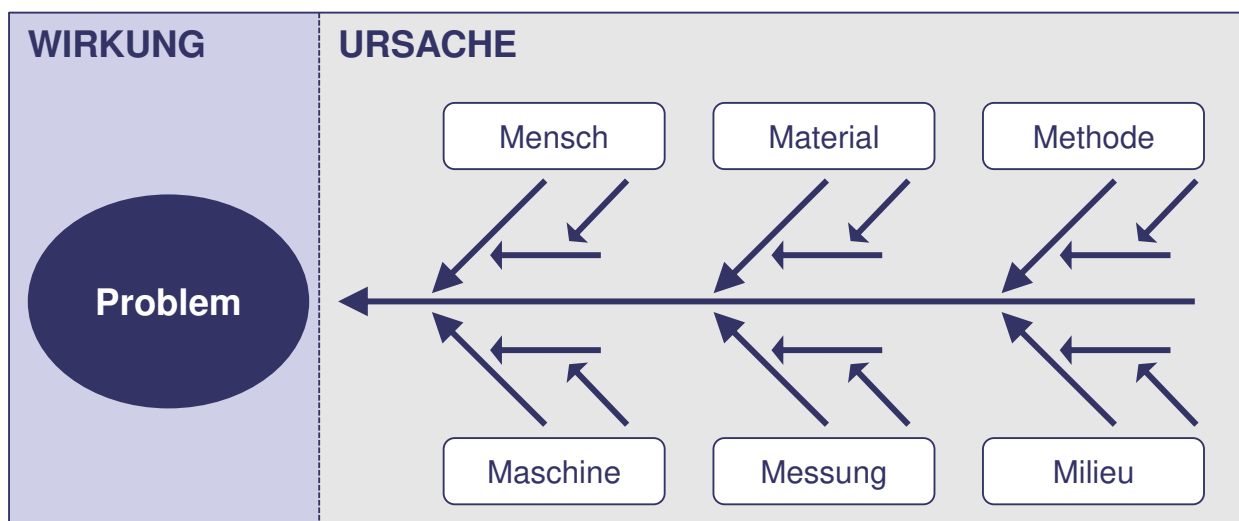 WIRKUNG
URSACHE
Mensch
Material
Methode
Problem
Maschine
Messung
Milieu